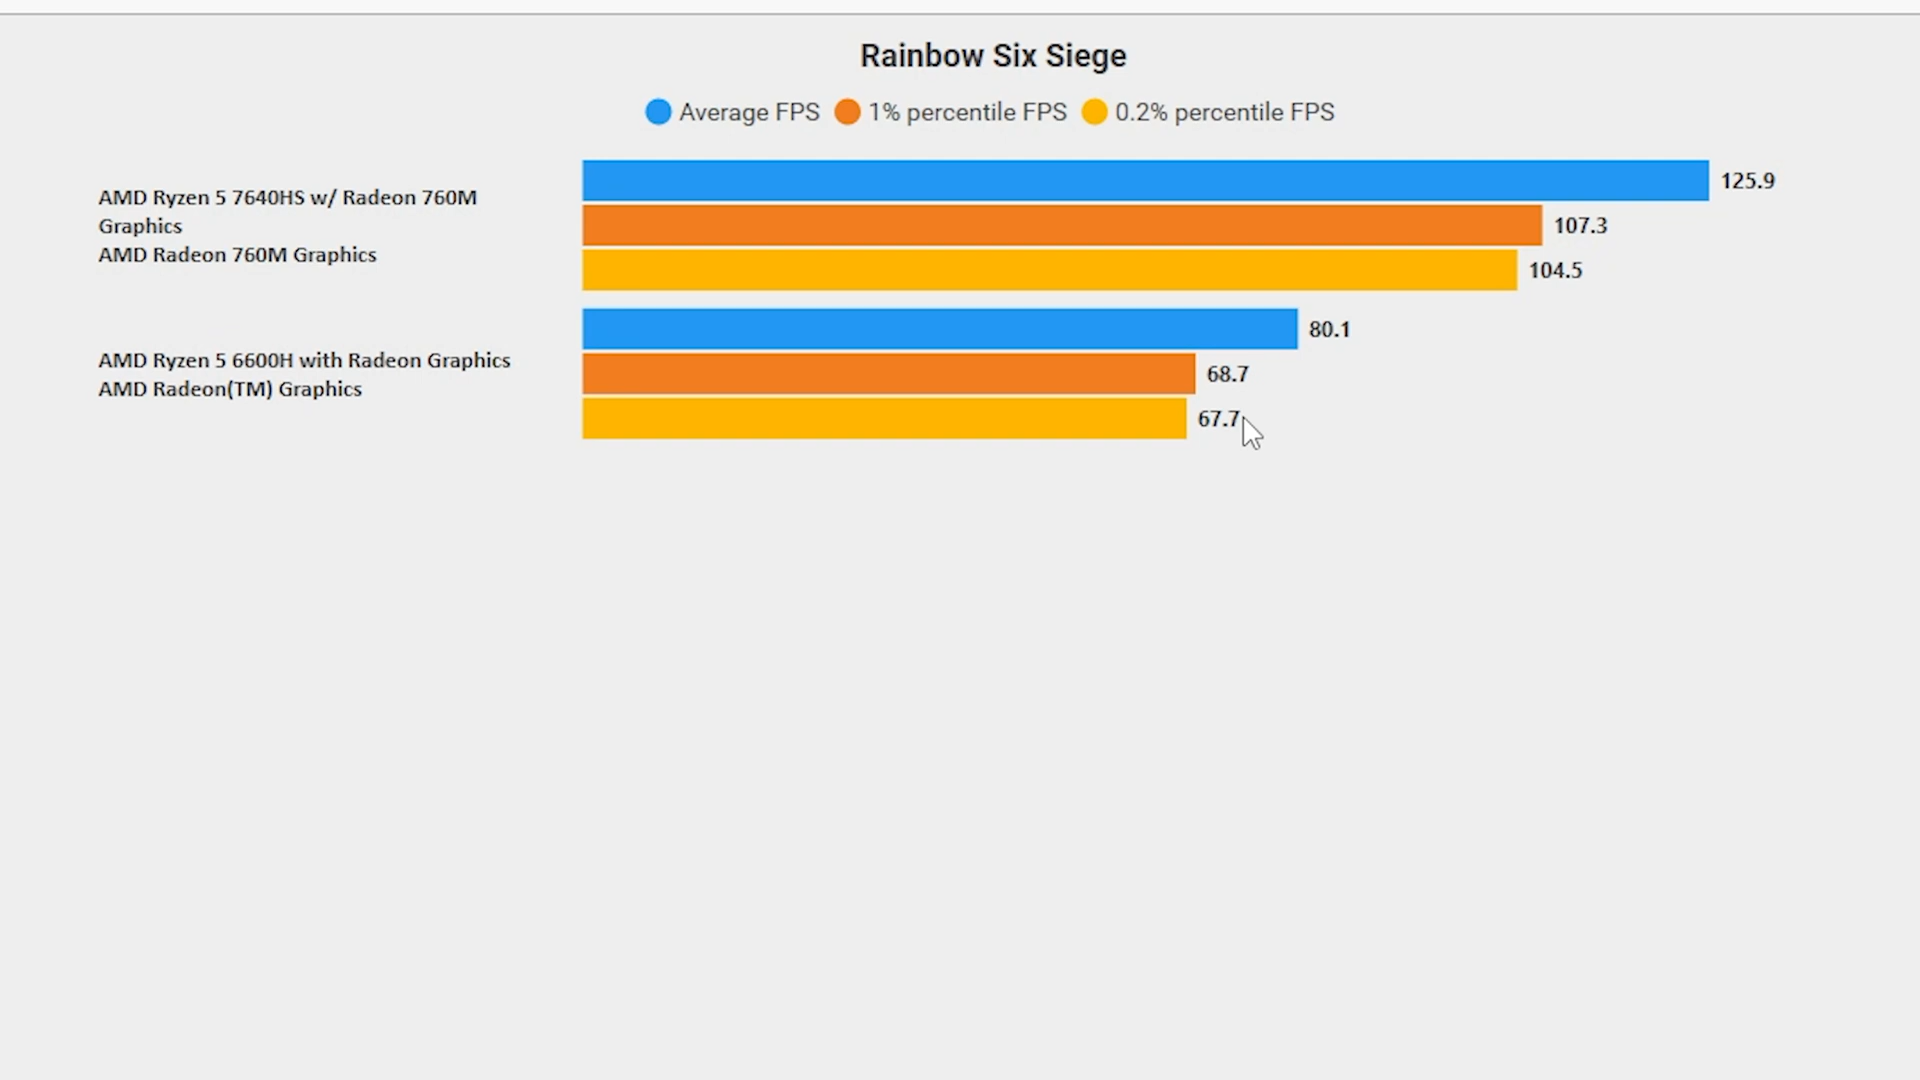 Rainbow Six Siege
Average FPS 1% percentile FPS 0.2% percentile FPS
AMD Ryzen 5 7640HS w/ Radeon 760M
Graphics
AMD Radeon 760M Graphics
125.9
107.3
104.5
AMD Ryzen 5 6600H with Radeon Graphics
AMD Radeon(TM) Graphics
80.1
68.7
67.7